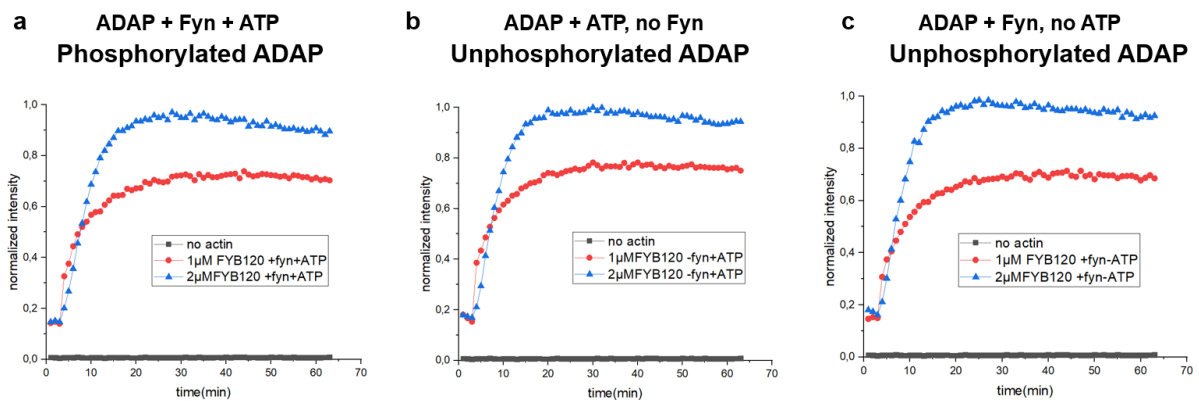 a
ADAP + Fyn + ATP
Phosphorylated ADAP
normalized intensity
1,0
0,8
0,6
0,4
0,2
0,0
no actin
1µM FYB120 +fyn+ATP
2µMFYB120 +fyn+ATP
0 10 20 30 40 50 60 70
time(min)
b
ADAP + ATP, no Fyn
Unphosphorylated ADAP
normalized intensity
1,0
0,8
0,6
0,4
0,2
0,0
no actin
1µMFYB120 -fyn+ATP
2µMFYB120 -fyn+ATP
0 10 20 30 40 50 60 70
time(min)
c
ADAP + Fyn, no ATP
Unphosphorylated ADAP
normalized intensity
1,0
0,8
0,6
0,4
0,2
0,0
no actin
1µM FYB120 +fyn-ATP
2µMFYB120 +fyn-ATP
0 10 20 30 40 50 60 70
time(min)